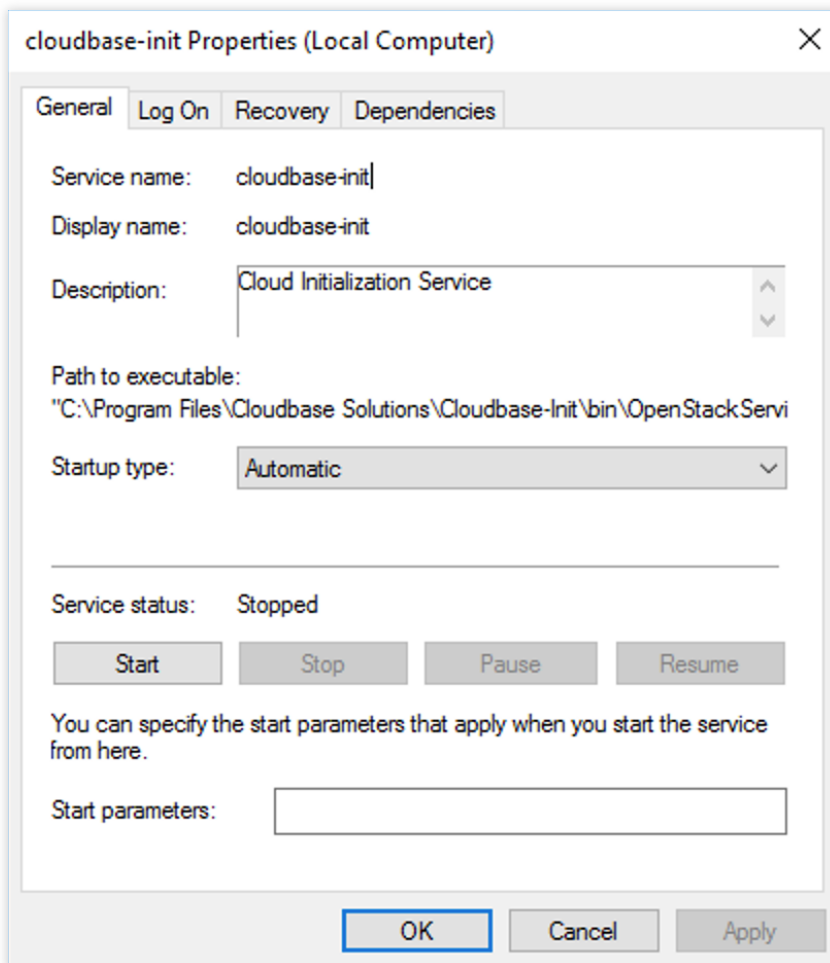 cloudbase-init Properties (Local Computer)
General Log On Recovery Dependencies
Service name: cloudbase-init
Display name: cloudbase-init
Description: Cloud Initialization Service
Path to executable:
"C:\Program Files\Cloudbase Solutions\Cloudbase-Init\bin\OpenStackServi
Startup type: Automatic
Service status: Stopped
Start Stop Pause Resume
You can specify the start parameters that apply when you start the service
from here.
Start parameters:
OK Cancel Apply